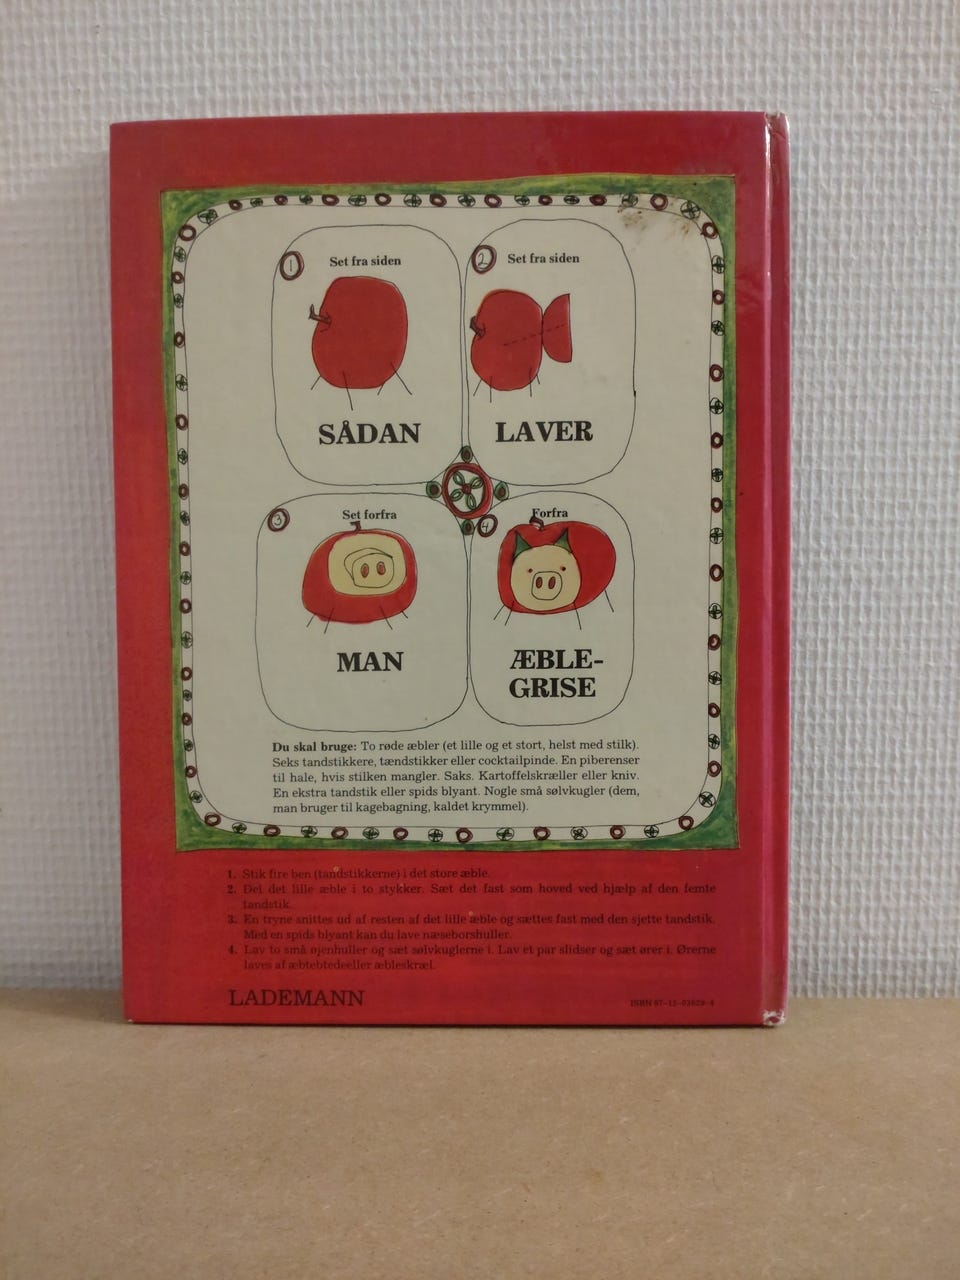 1
Set fra siden
SÅDAN
2
Set fra siden
LAVER
3
Set forfra
MAN
4
Forfra
ÆBLE-
GRISE
Du skal bruge: To røde æbler (et lille og et stort, helst med stilk).
Seks tandstikkere, tændstikker eller cocktailpinde. En piberenser
til hale, hvis stilken mangler. Saks. Kartoffelskræller eller kniv.
En ekstra tandstik eller spids blyant. Nogle små sølvkugler (dem,
man bruger til kagebagning, kaldet krymmel).
1. Stik fire ben (tandstikkerne) i det store æble.
2. Del det lille æble i to stykker. Sæt det fast som hoved ved hjælp af den femte
tandstik.
3. En tryne snittes ud af resten af det lille æble og sættes fast med den sjette tandstik.
Med en spids blyant kan du lave næseborshuller.
4. Lav to små øjenhuller og sæt sølvkuglerne i. Lav et par slidser og sæt ører i. Ørerne
laves af æbtebtedeeller æbleskræl.
LADEMANN
ISBN